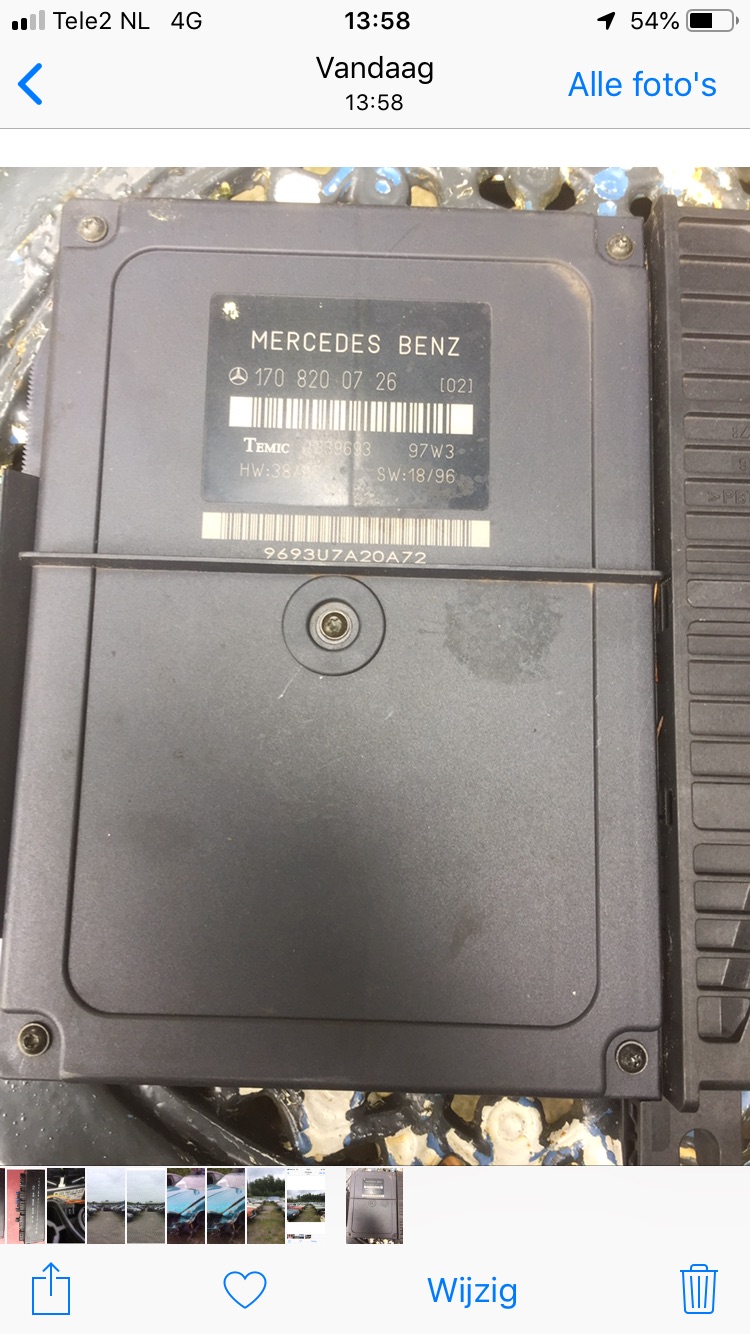 Tele2 NL 4G 13:58 54%
Vandaag
13:58
Alle foto's
MERCEDES BENZ
170 820 07 26 [02]
TEMIC 97W3
SW:18/96
9693U7A20A72
Wijzig